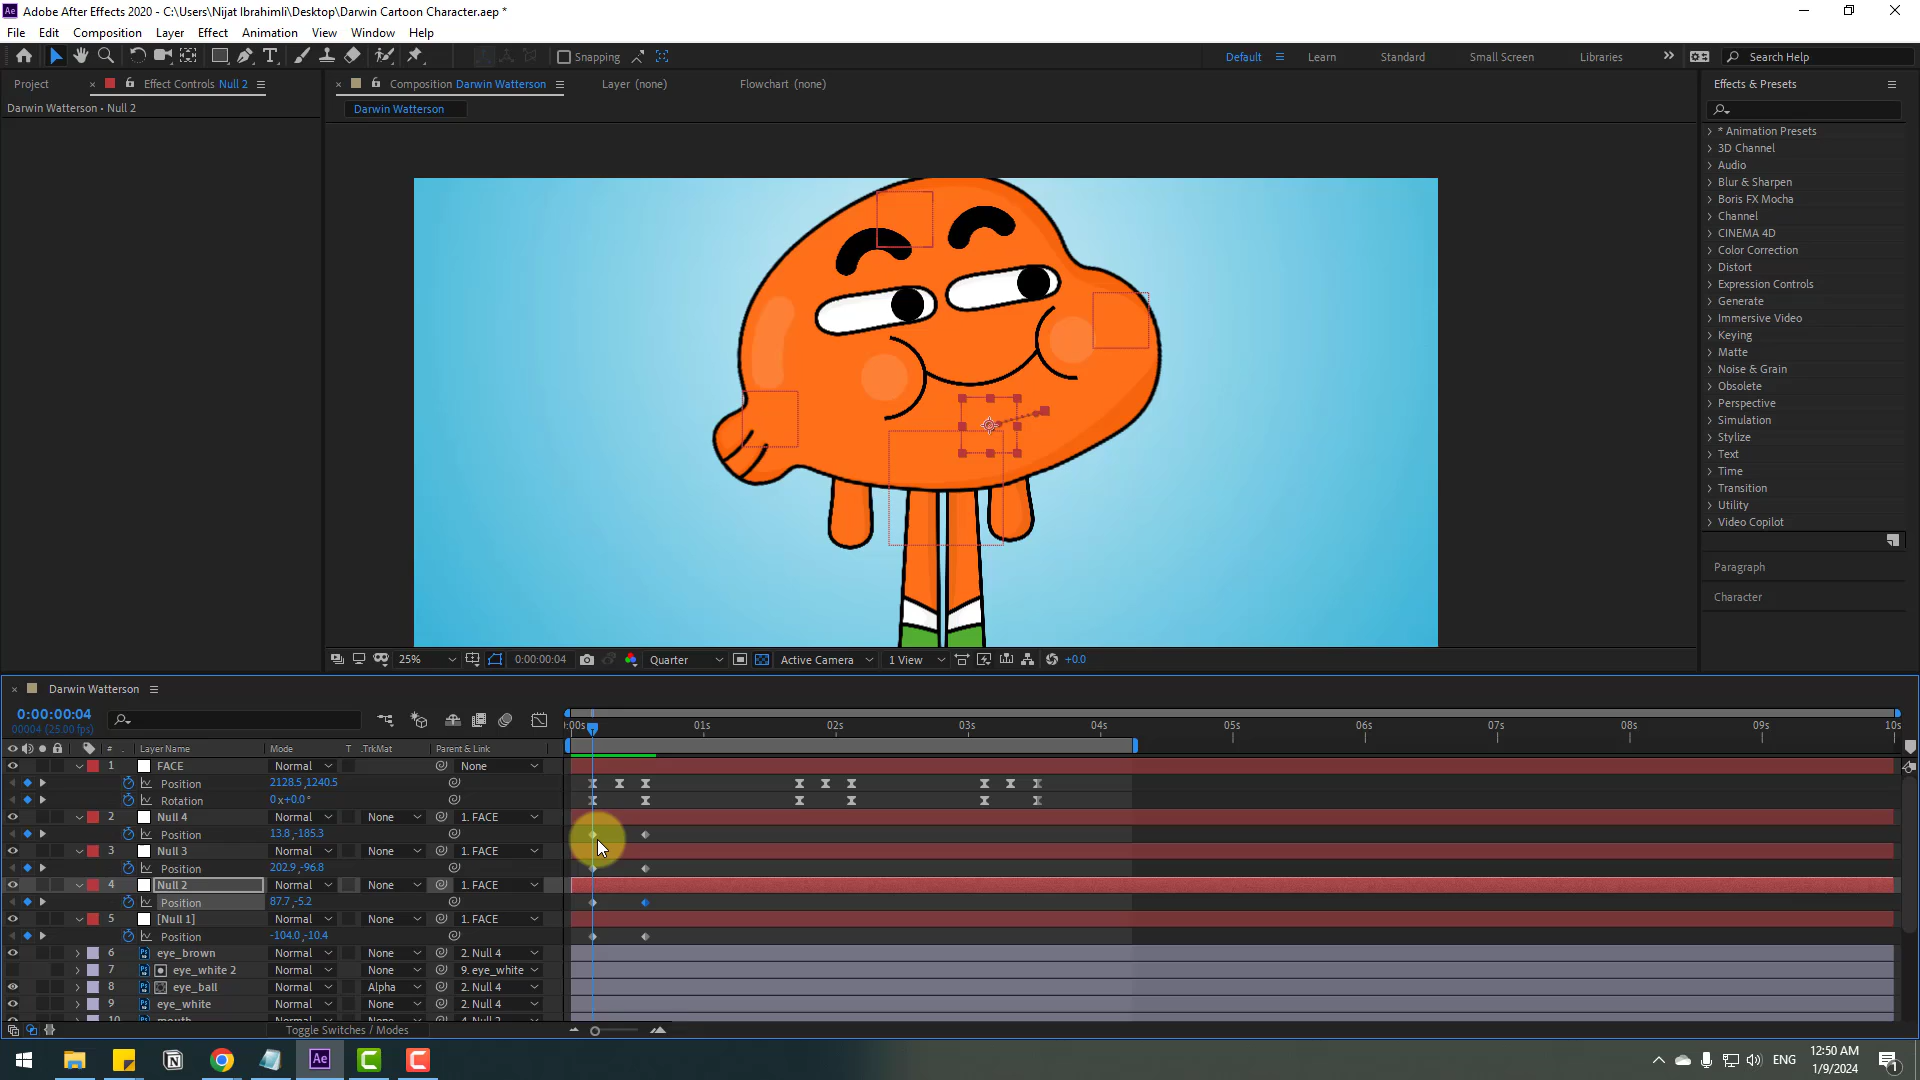 Adobe After Effects 2020 - C:\Users\Nijat Ibrahimli\Desktop\Darwin Cartoon Character.aep *
File Edit Composition Layer Effect Animation View Window Help
Snapping
Default Learn Standard Small Screen Libraries
Search Help
Project
Effect Controls Null 2
Darwin Watterson • Null 2
Composition Darwin Watterson
Layer (none)
Flowchart (none)
Darwin Watterson
Effects & Presets
* Animation Presets
3D Channel
Audio
Blur & Sharpen
Boris FX Mocha
Channel
CINEMA 4D
Color Correction
Distort
Expression Controls
Generate
Immersive Video
Keying
Matte
Noise & Grain
Obsolete
Perspective
Simulation
Stylize
Text
Time
Transition
Utility
Video Copilot
Paragraph
Character
25% 0:00:00:04 Quarter Active Camera 1 View +0.0
Darwin Watterson
0:00:00:04
00004 (25.00 fps)
:00s 01s 02s 03s 04s 05s 06s 07s 08s 09s 10s
# Layer Name Mode T .TrkMat Parent & Link
1 FACE Normal None
Position 2128.5,1240.5
Rotation 0x+0.0°
2 Null 4 Normal None 1. FACE
Position 13.8,-185.3
3 Null 3 Normal None 1. FACE
Position 202.9,-96.8
4 Null 2 Normal None 1. FACE
Position 87.7,-5.2
5 [Null 1] Normal None 1. FACE
Position -104.0,-10.4
6 eye_brown Normal None 2. Null 4
7 eye_white 2 Normal None 9. eye_white
8 eye_ball Normal Alpha 2. Null 4
9 eye_white Normal None 2. Null 4
Toggle Switches / Modes
ENG
12:50 AM
1/9/2024
1